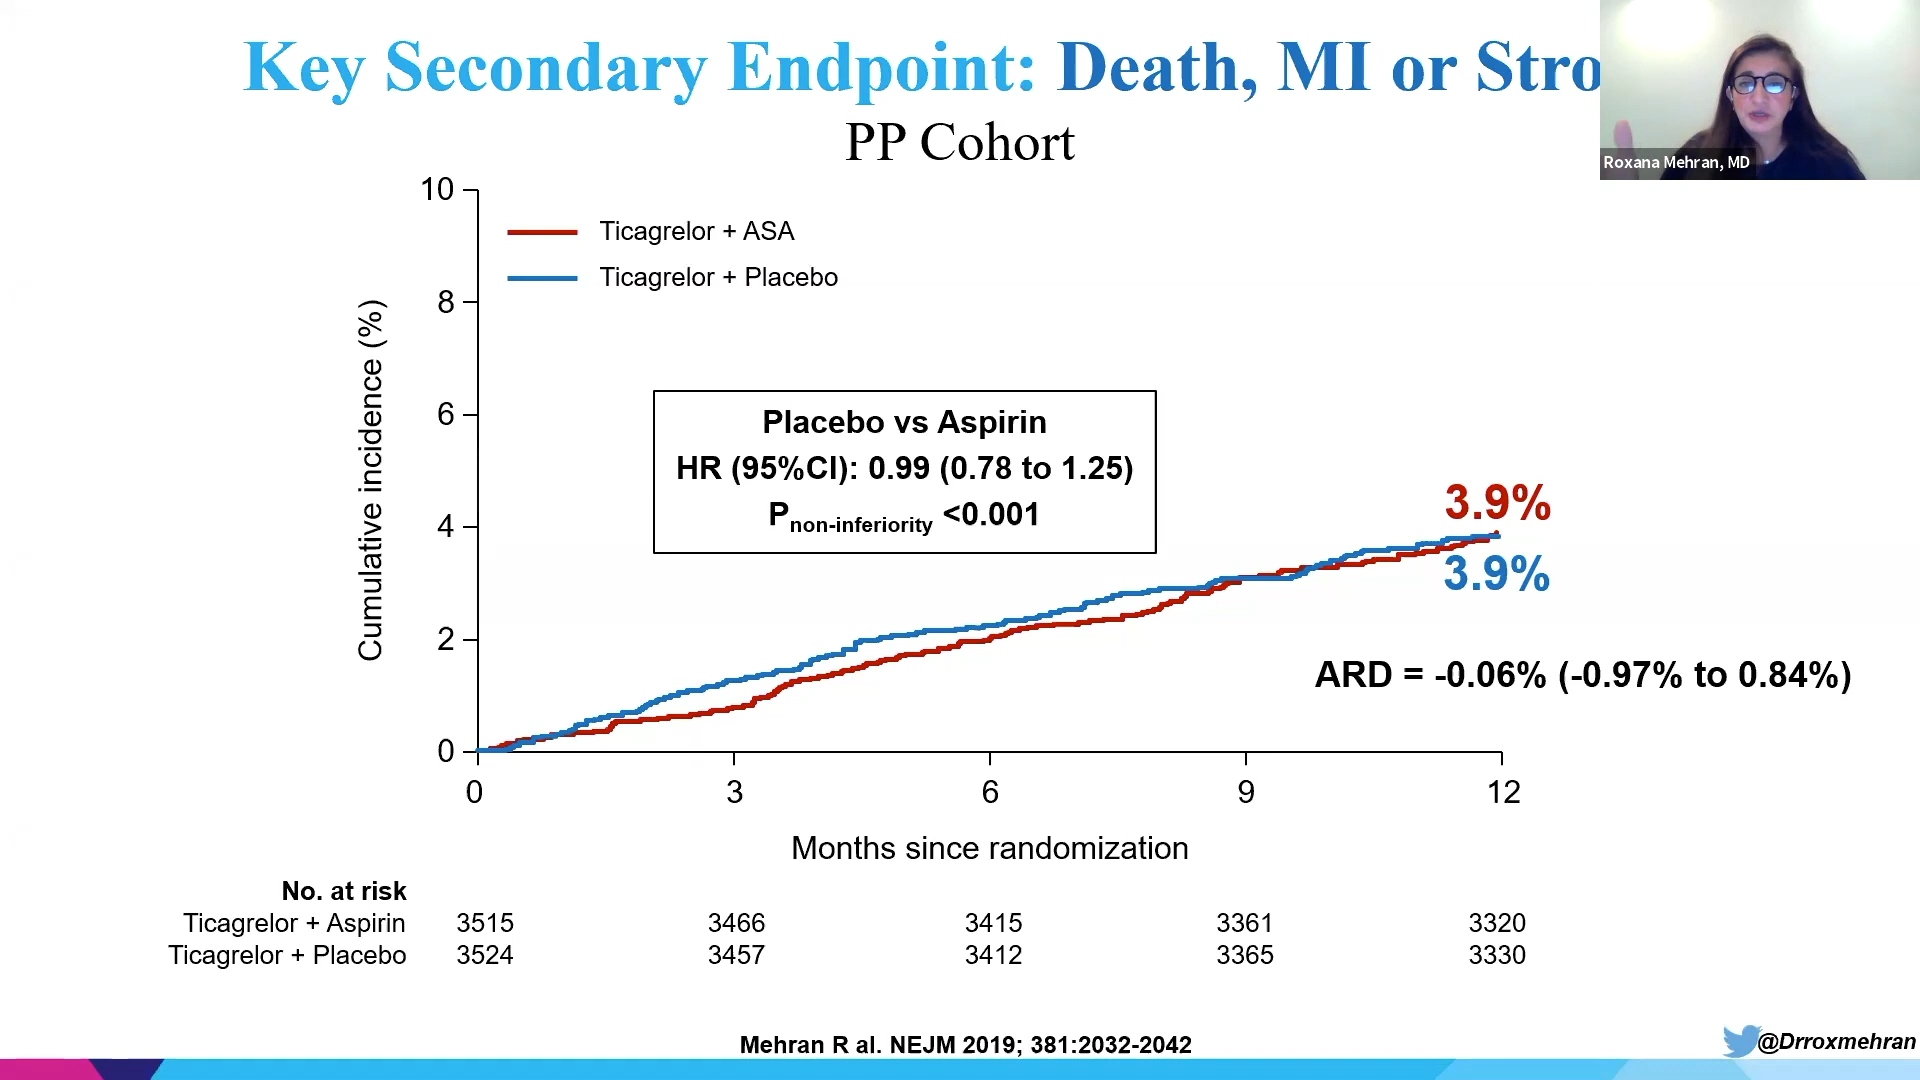 Key Secondary Endpoint: Death, MI or Stro
PP Cohort
Roxana Mehran, MD
10
8
6
4
2
0
Cumulative incidence (%)
Ticagrelor + ASA
Ticagrelor + Placebo
Placebo vs Aspirin
HR (95%CI): 0.99 (0.78 to 1.25)
Pnon-inferiority <0.001
3.9%
3.9%
ARD = -0.06% (-0.97% to 0.84%)
0 3 6 9 12
Months since randomization
No. at risk
Ticagrelor + Aspirin 3515 3466 3415 3361 3320
Ticagrelor + Placebo 3524 3457 3412 3365 3330
Mehran R al. NEJM 2019; 381:2032-2042
@Drroxmehran